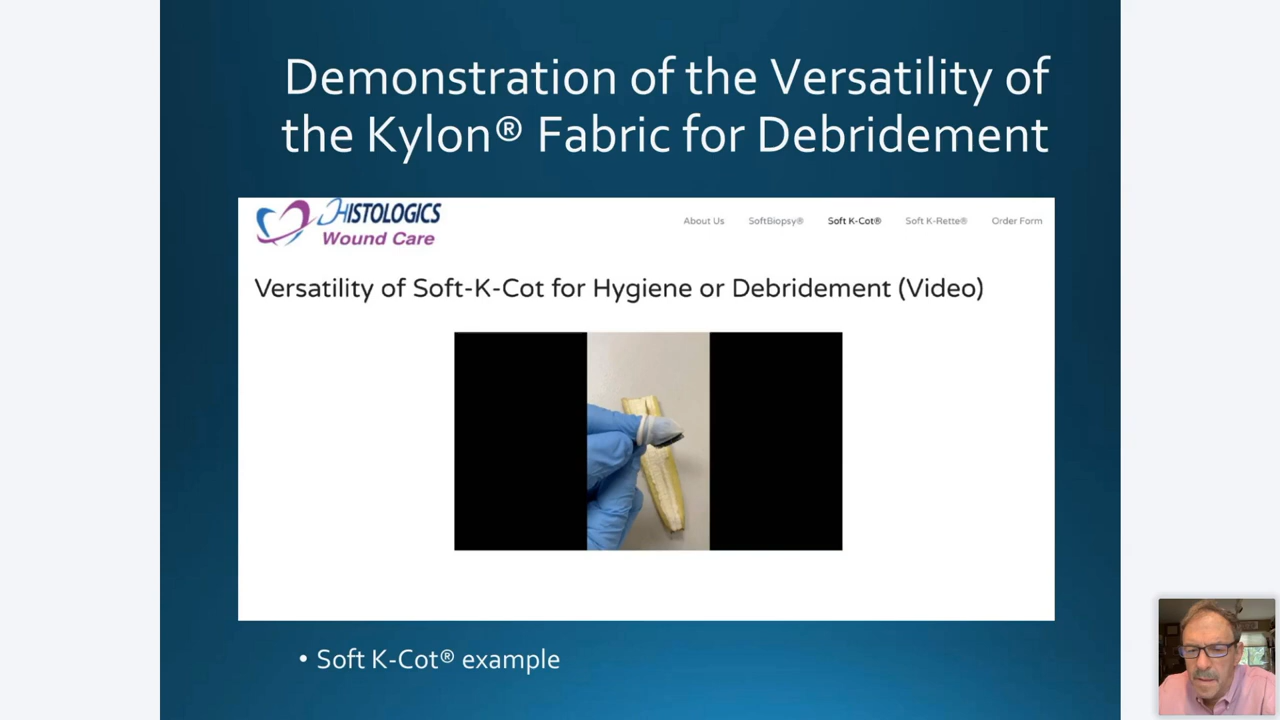 Demonstration of the Versatility of
the Kylon® Fabric for Debridement
HISTOLOGICS
Wound Care
About Us SoftBiopsy® Soft K-Cot® Soft K-Rette® Order Form
Versatility of Soft-K-Cot for Hygiene or Debridement (Video)
• Soft K-Cot® example